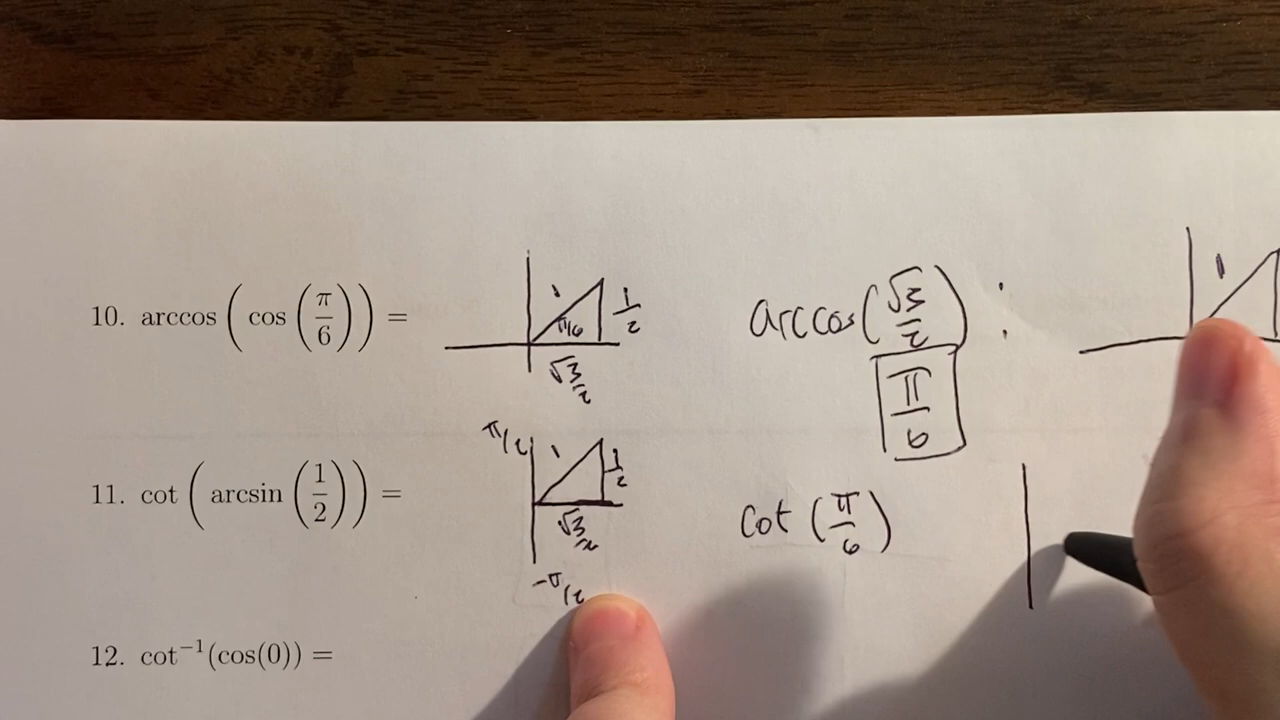 10. arccos ( cos ( π/6 ) ) =
1
π/6
1/2
√3/2
arccos( √3/2 ) :
π/6
1
11. cot ( arcsin ( 1/2 ) ) =
π/2
1
1/2
√3/2
-π/2
cot ( π/6 )
12. cot⁻¹(cos(0)) =